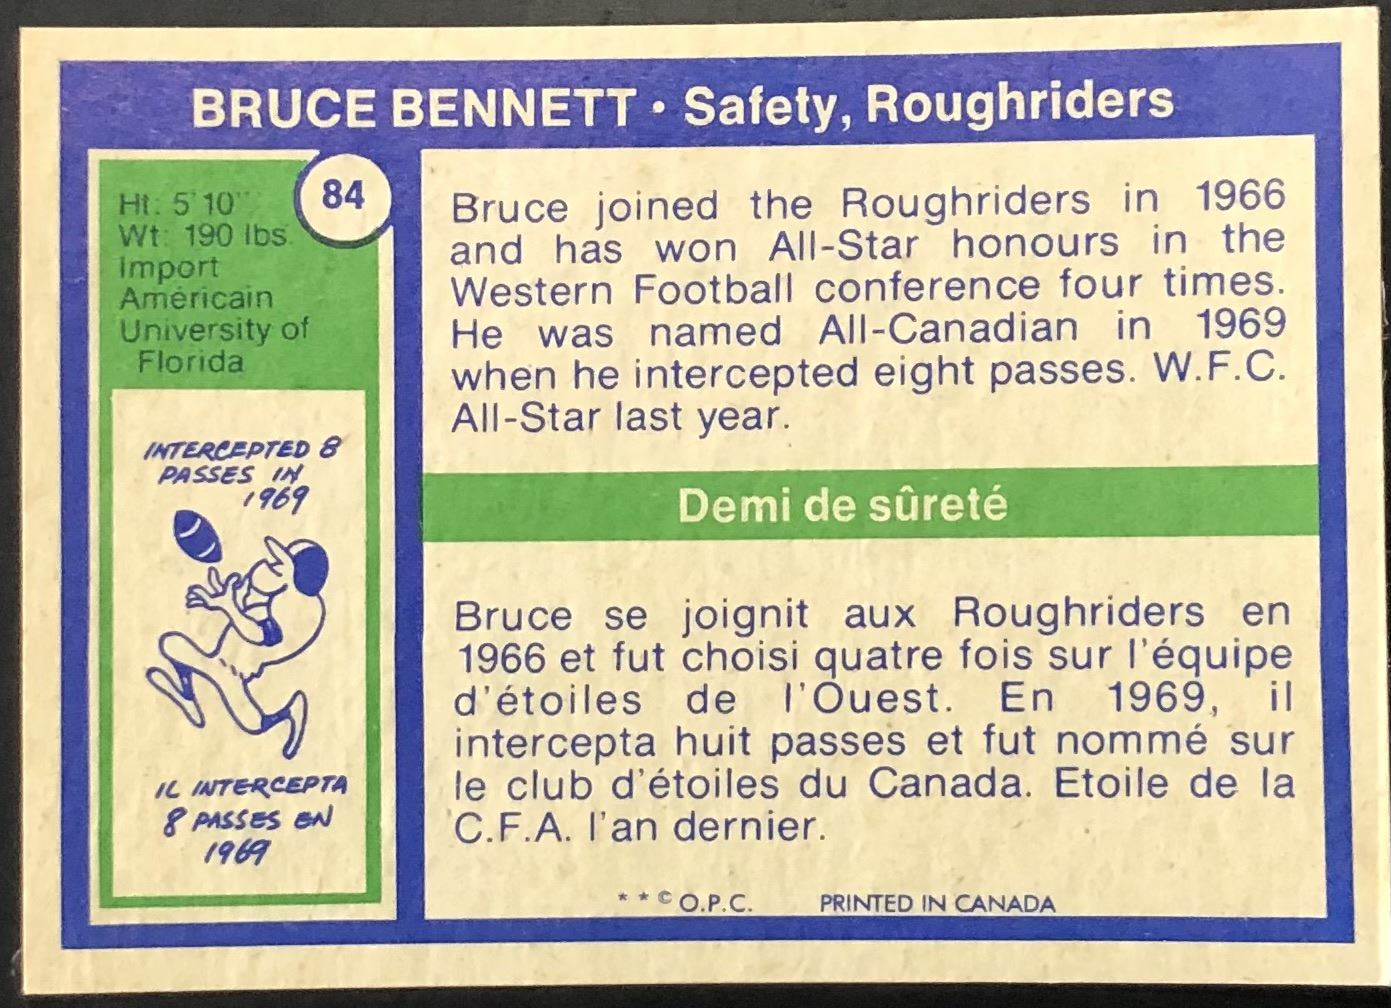 BRUCE BENNETT • Safety, Roughriders
84
Ht: 5'10"
Wt: 190 lbs.
Import
Américain
University of
Florida
INTERCEPTED 8
PASSES IN
1969
IL INTERCEPTA
8 PASSES EN
1969
Bruce joined the Roughriders in 1966
and has won All-Star honours in the
Western Football conference four times.
He was named All-Canadian in 1969
when he intercepted eight passes. W.F.C.
All-Star last year.
Demi de sûreté
Bruce se joignit aux Roughriders en
1966 et fut choisi quatre fois sur l'équipe
d'étoiles de l'Ouest. En 1969, il
intercepta huit passes et fut nommé sur
le club d'étoiles du Canada. Etoile de la
C.F.A. l'an dernier.
* * © O.P.C. PRINTED IN CANADA